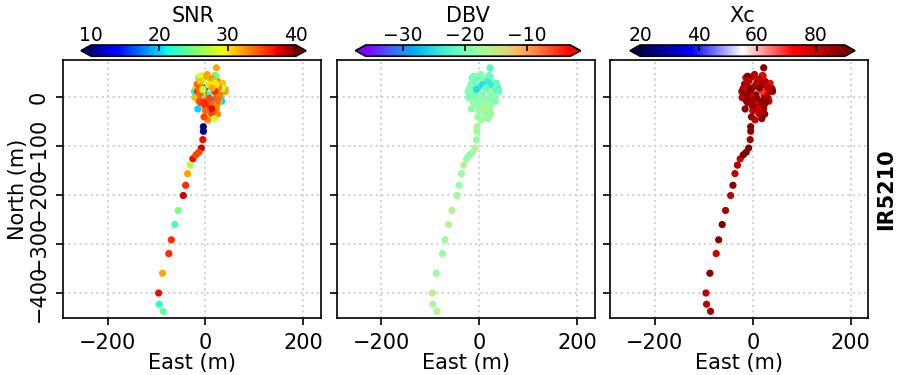 SNR DBV Xc
10 20 30 40 −30 −20 −10 20 40 60 80
0
−100
−200
−300
−400
North (m)
IR5210
−200 0 200 −200 0 200 −200 0 200
East (m) East (m) East (m)